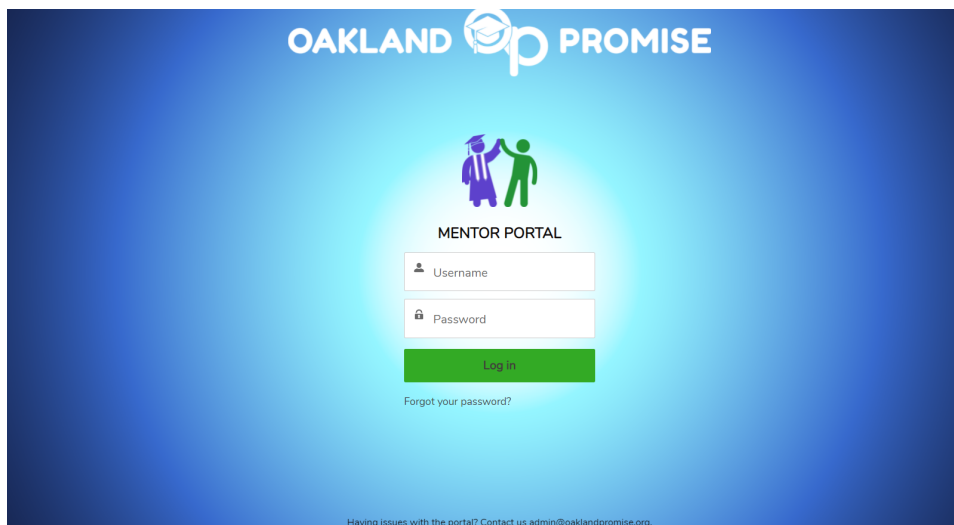 OAKLAND op PROMISE
MENTOR PORTAL
Username
Password
Log in
Forgot your password?
Having issues with the portal? Contact us admin@oaklandpromise.org.